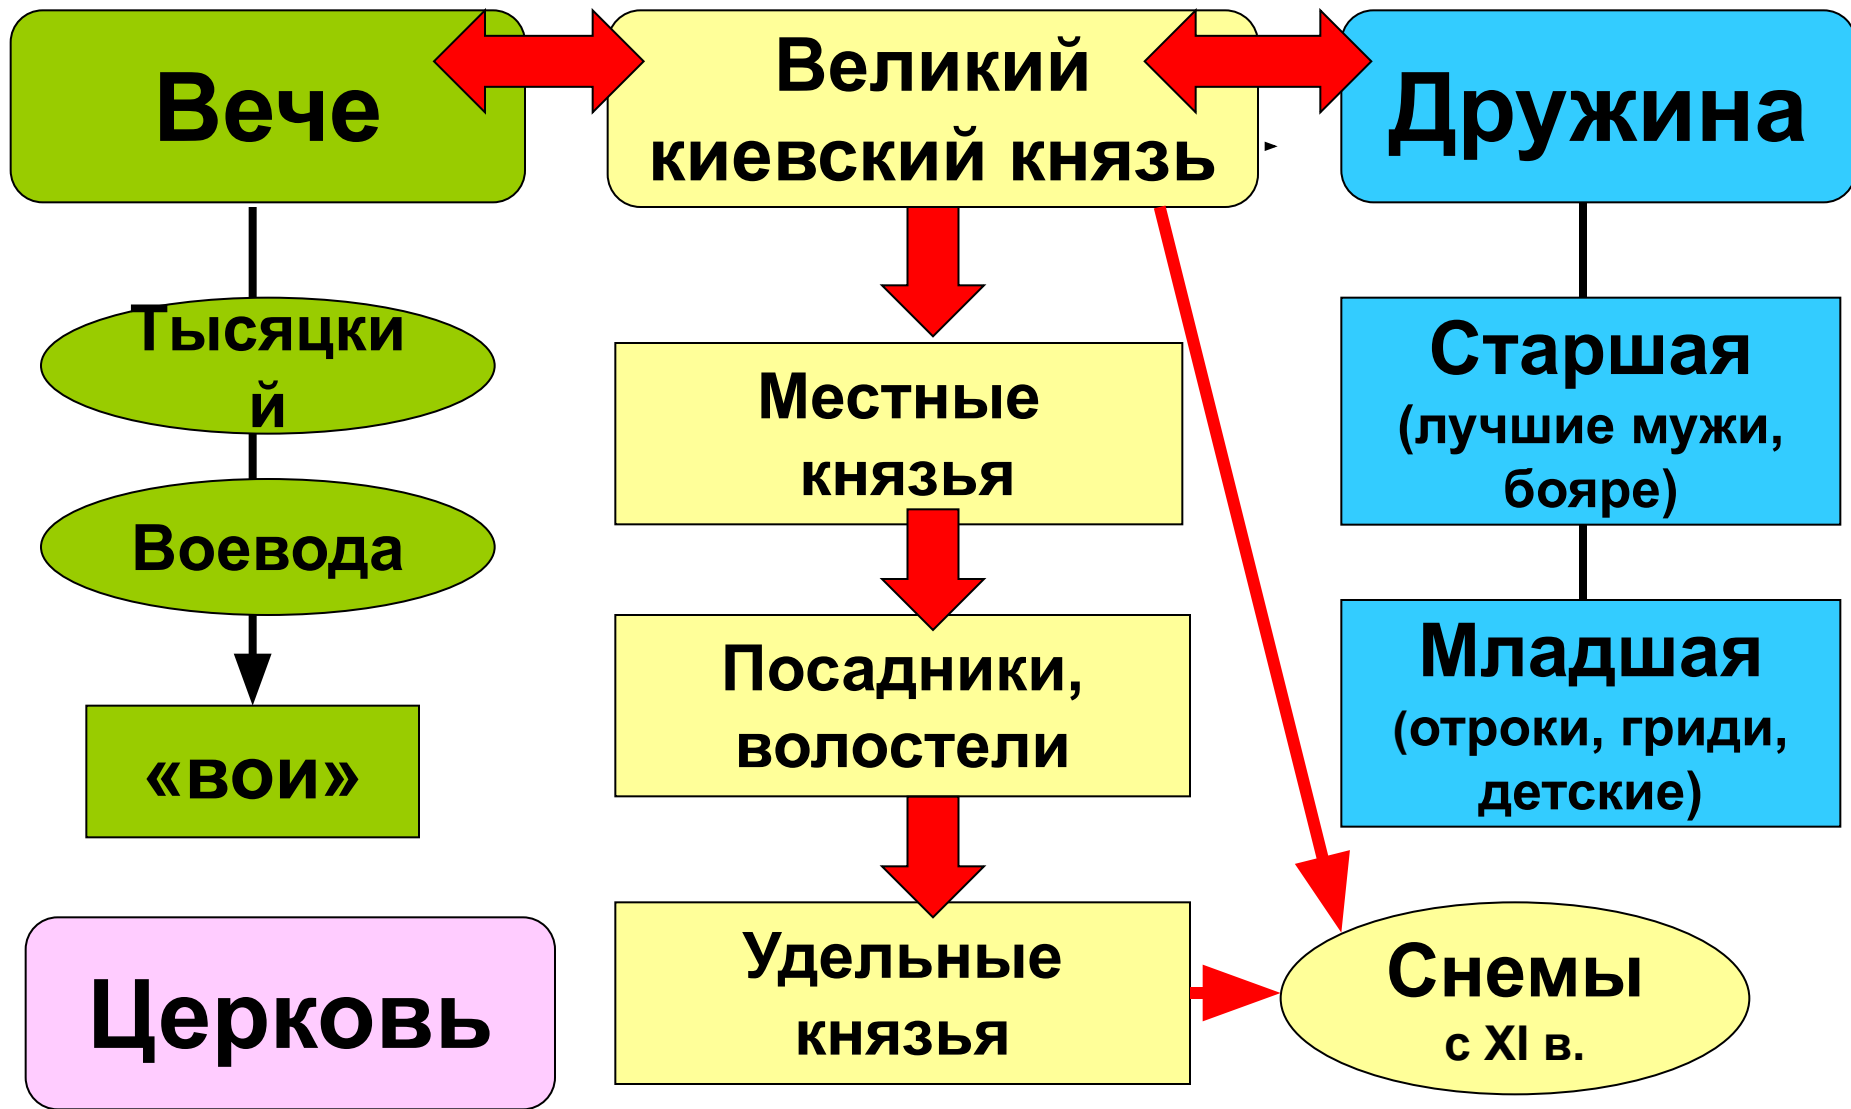 Вече
Великий
киевский князь
Дружина
Тысяцки
й
Воевода
«вои»
Местные
князья
Посадники,
волостели
Удельные
князья
Старшая
(лучшие мужи,
бояре)
Младшая
(отроки, гриди,
детские)
Церковь
Снемы
с XI в.